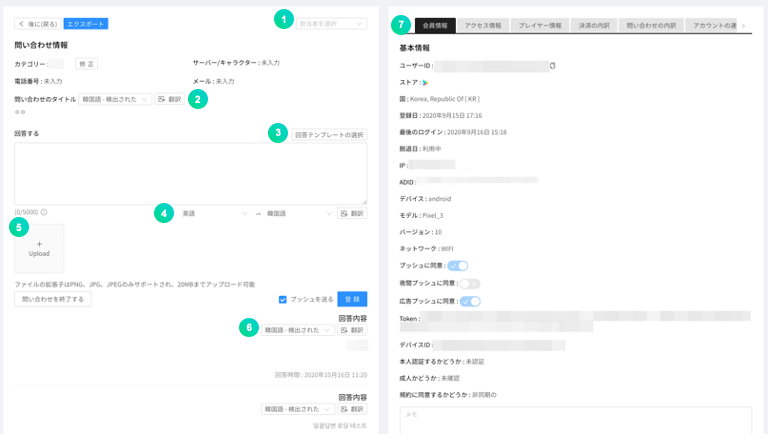 < 後に(戻る) エクスポート
1 担当者を選択
問い合わせ情報
カテゴリー : 修 正
サーバー/キャラクター : 未入力
電話番号 : 未入力
メール : 未入力
問い合わせのタイトル 韓国語 - 検出された 翻訳 2
ㅇㅇ
回答する
3 回答テンプレートの選択
(0/5000)
4 英語 → 韓国語 翻訳
5
+
Upload
ファイルの拡張子はPNG、JPG、JPEGのみサポートされ、20MBまでアップロード可能
問い合わせを終了する
プッシュを送る 登 録
回答内容
6 韓国語 - 検出された 翻訳
回答時間 : 2020年10月16日 11:20
回答内容
韓国語 - 検出された 翻訳
일괄답변 로딩 테스트
7 会員情報 アクセス情報 プレイヤー情報 決済の内訳 問い合わせの内訳 アカウントの連 >
基本情報
ユーザーID :
ストア :
国 : Korea, Republic Of [ KR ]
登録日 : 2020年9月15日 17:16
最後のログイン : 2020年9月16日 15:18
脱退日 : 利用中
IP :
ADID :
デバイス : android
モデル : Pixel_3
バージョン : 10
ネットワーク : WIFI
プッシュに同意 :
夜間プッシュに同意 :
広告プッシュに同意 :
Token :
デバイスID :
本人認証するかどうか : 未認証
成人かどうか : 未確認
規約に同意するかどうか : 非同期の
メモ